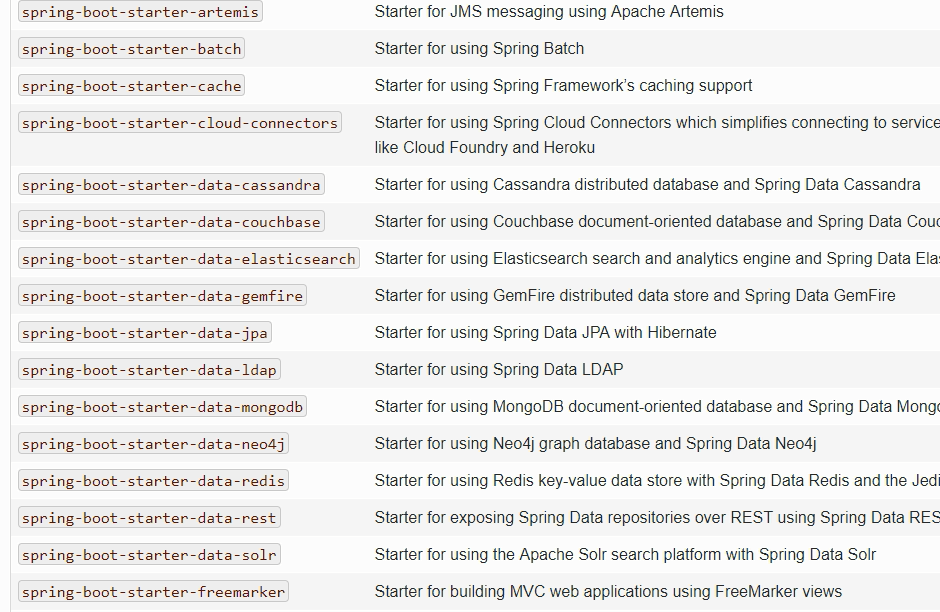 spring-boot-starter-artemis Starter for JMS messaging using Apache Artemis
spring-boot-starter-batch Starter for using Spring Batch
spring-boot-starter-cache Starter for using Spring Framework’s caching support
spring-boot-starter-cloud-connectors Starter for using Spring Cloud Connectors which simplifies connecting to service
like Cloud Foundry and Heroku
spring-boot-starter-data-cassandra Starter for using Cassandra distributed database and Spring Data Cassandra
spring-boot-starter-data-couchbase Starter for using Couchbase document-oriented database and Spring Data Couc
spring-boot-starter-data-elasticsearch Starter for using Elasticsearch search and analytics engine and Spring Data Elas
spring-boot-starter-data-gemfire Starter for using GemFire distributed data store and Spring Data GemFire
spring-boot-starter-data-jpa Starter for using Spring Data JPA with Hibernate
spring-boot-starter-data-ldap Starter for using Spring Data LDAP
spring-boot-starter-data-mongodb Starter for using MongoDB document-oriented database and Spring Data Mongo
spring-boot-starter-data-neo4j Starter for using Neo4j graph database and Spring Data Neo4j
spring-boot-starter-data-redis Starter for using Redis key-value data store with Spring Data Redis and the Jedi
spring-boot-starter-data-rest Starter for exposing Spring Data repositories over REST using Spring Data RES
spring-boot-starter-data-solr Starter for using the Apache Solr search platform with Spring Data Solr
spring-boot-starter-freemarker Starter for building MVC web applications using FreeMarker views